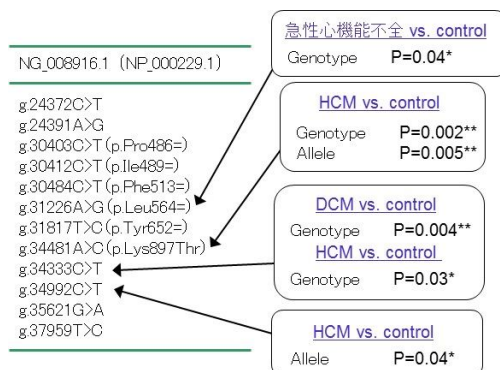 NG_008916.1 (NP_000229.1)
g.24372C>T
g.24391A>G
g.30403C>T(p.Pro486=)
g.30412C>T(p.Ile489=)
g.30484C>T(p.Phe513=)
g.31226A>G(p.Leu564=)
g.31817T>C(p.Tyr652=)
g.34481A>C(p.Lys897Thr)
g.34333C>T
g.34992C>T
g.35621G>A
g.37959T>C
急性心機能不全 vs. control
Genotype P=0.04*
HCM vs. control
Genotype P=0.002**
Allele P=0.005**
DCM vs. control
Genotype P=0.004**
HCM vs. control
Genotype P=0.03*
HCM vs. control
Allele P=0.04*